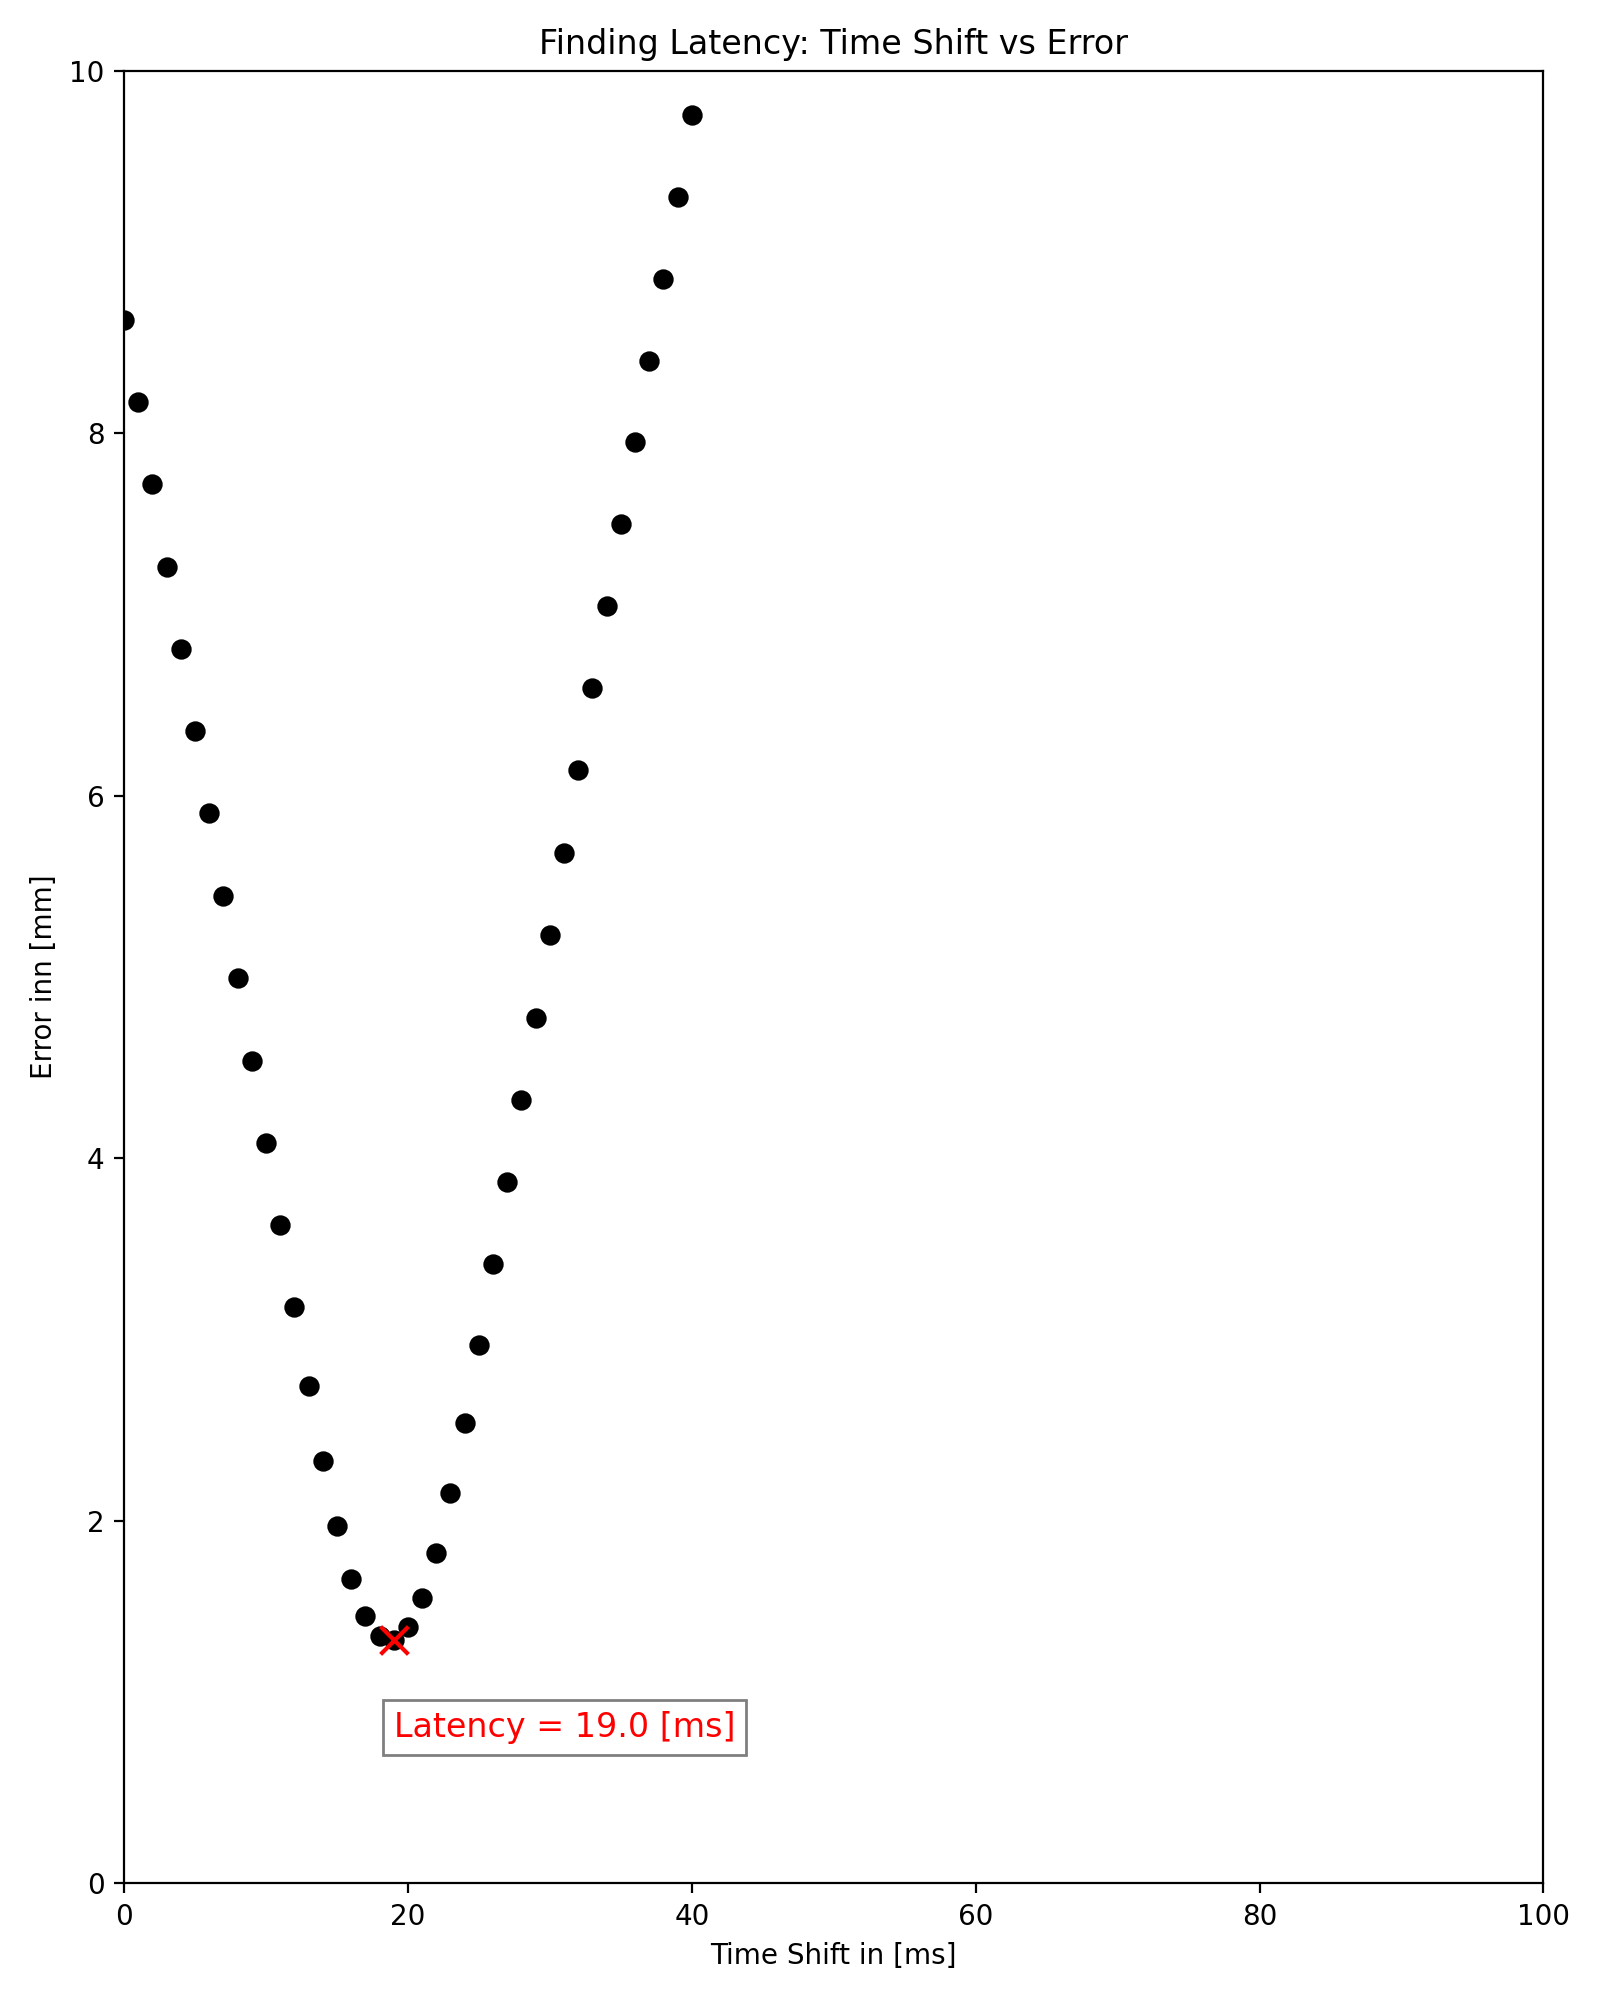 Finding Latency: Time Shift vs Error
10
8
6
4
2
0
Error inn [mm]
Latency = 19.0 [ms]
0 20 40 60 80 100
Time Shift in [ms]